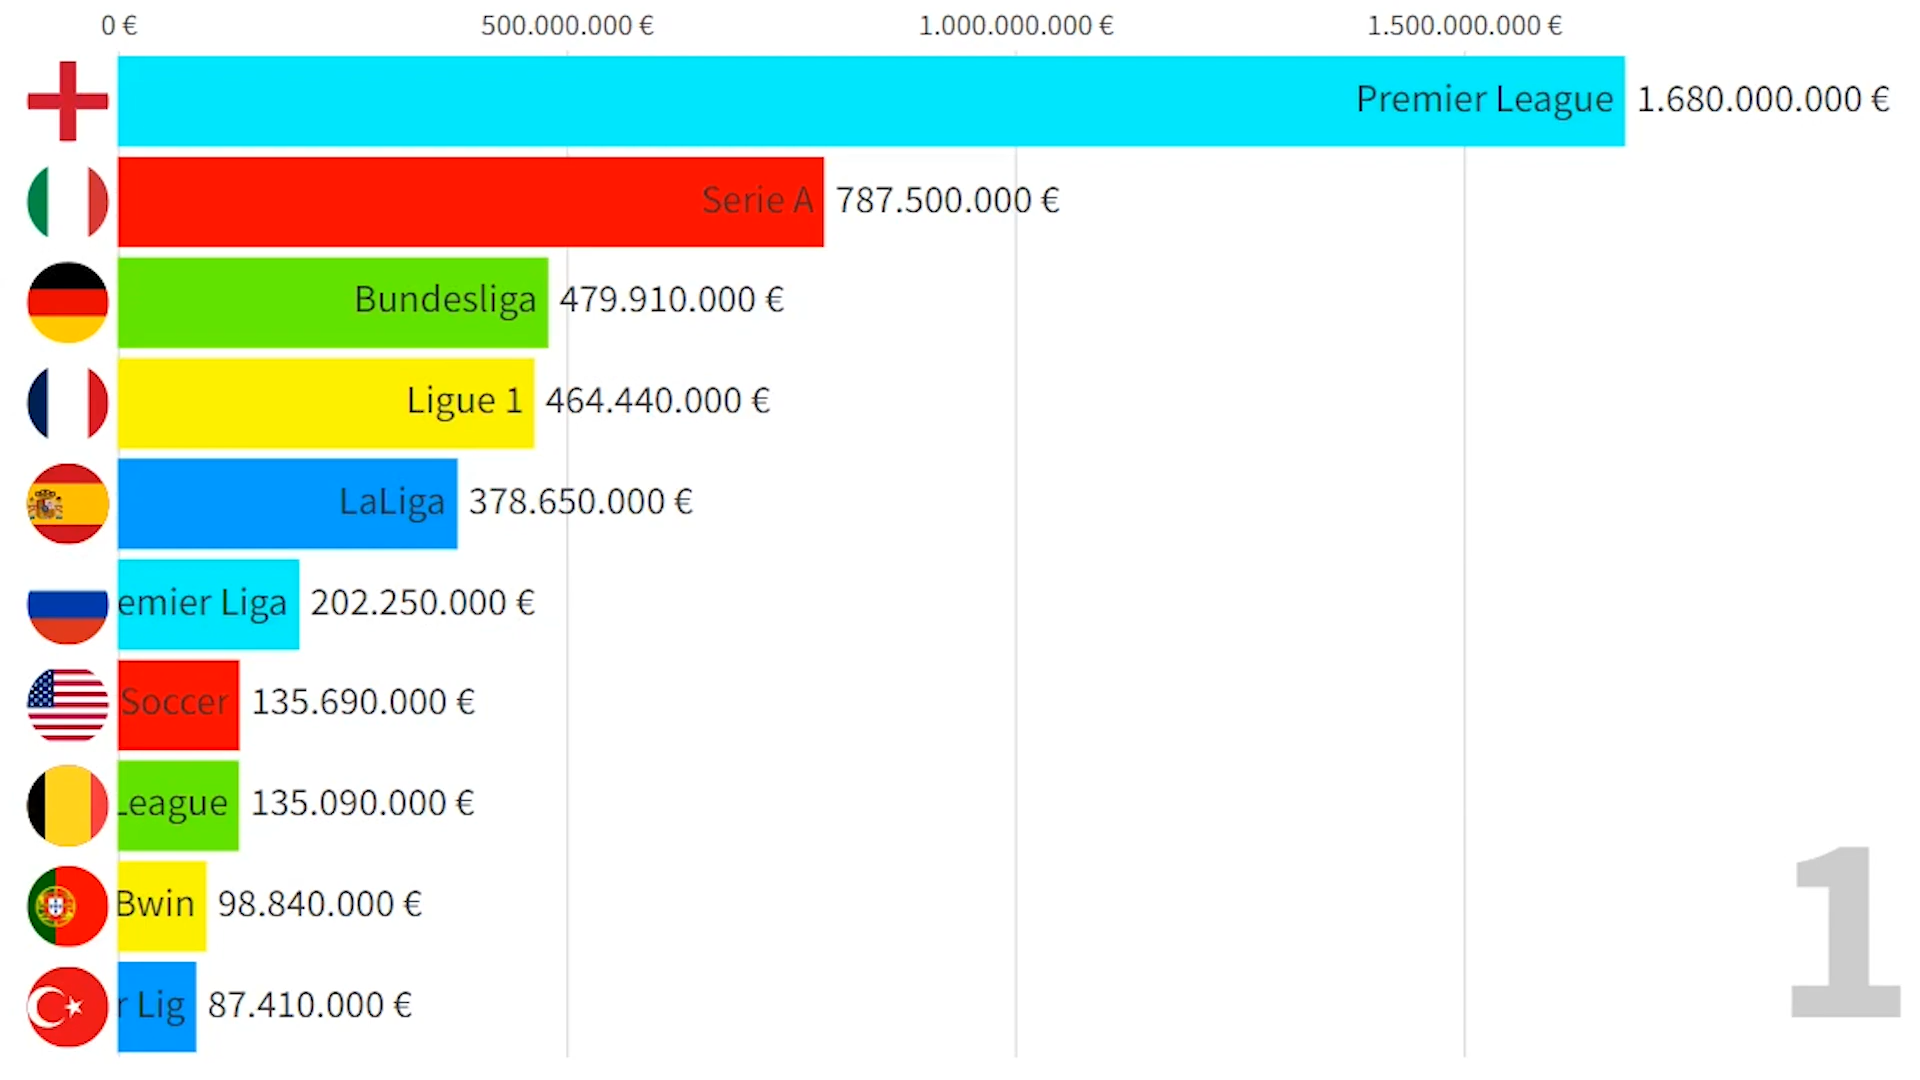 0 € 500.000.000 € 1.000.000.000 € 1.500.000.000 €
Premier League 1.680.000.000 €
Serie A 787.500.000 €
Bundesliga 479.910.000 €
Ligue 1 464.440.000 €
LaLiga 378.650.000 €
emier Liga 202.250.000 €
Soccer 135.690.000 €
League 135.090.000 €
Bwin 98.840.000 €
r Lig 87.410.000 €
1